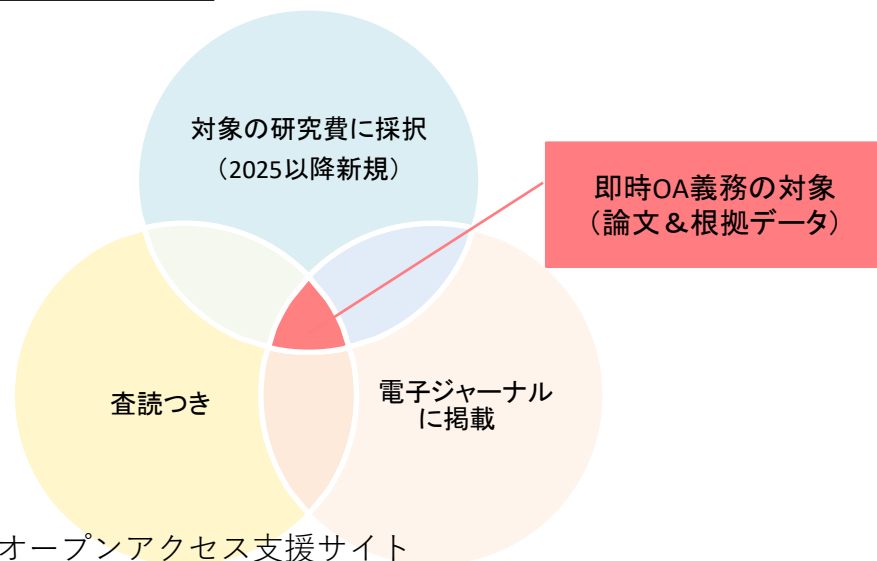 対象の研究費に採択
（2025以降新規）
即時OA義務の対象
（論文＆根拠データ）
査読つき
電子ジャーナル
に掲載
オープンアクセス支援サイト